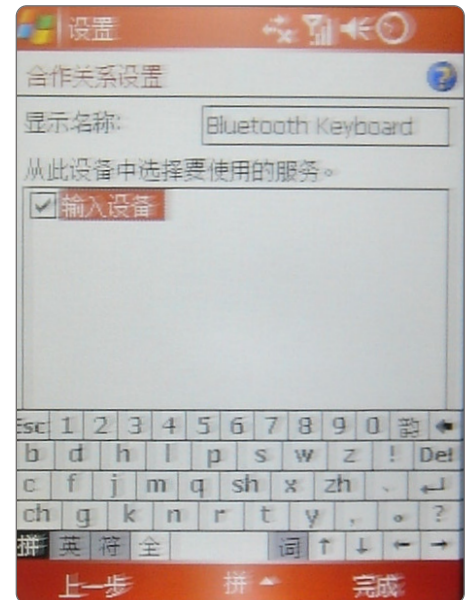 设置
合作关系设置
显示名称: Bluetooth Keyboard
从此设备中选择要使用的服务。
输入设备
Esc 1 2 3 4 5 6 7 8 9 0 韵 ←
b d h l p s w z ! Del
c f j m q sh x zh 、 ↵
ch g k n r t y , 。 ?
拼 英 符 全 词 ↑ ↓ ← →
上一步 拼 完成